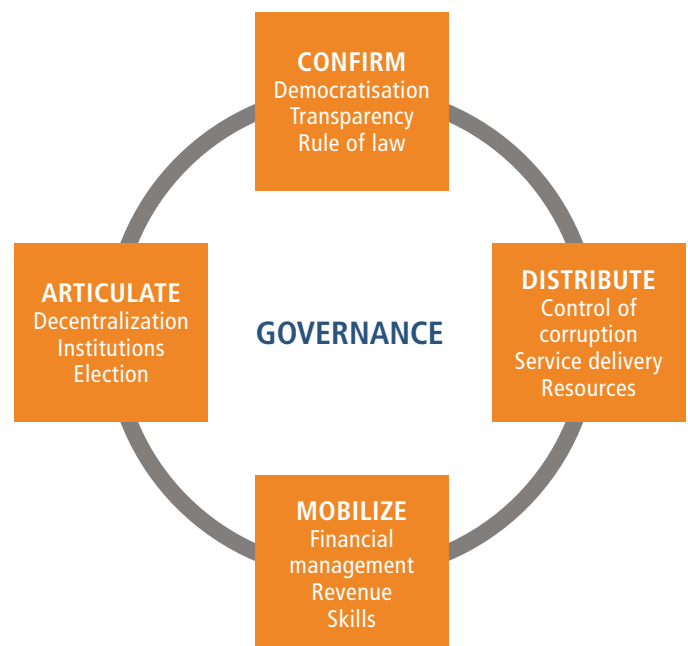 CONFIRM
Democratisation
Transparency
Rule of law
ARTICULATE
Decentralization
Institutions
Election
GOVERNANCE
DISTRIBUTE
Control of
corruption
Service delivery
Resources
MOBILIZE
Financial
management
Revenue
Skills